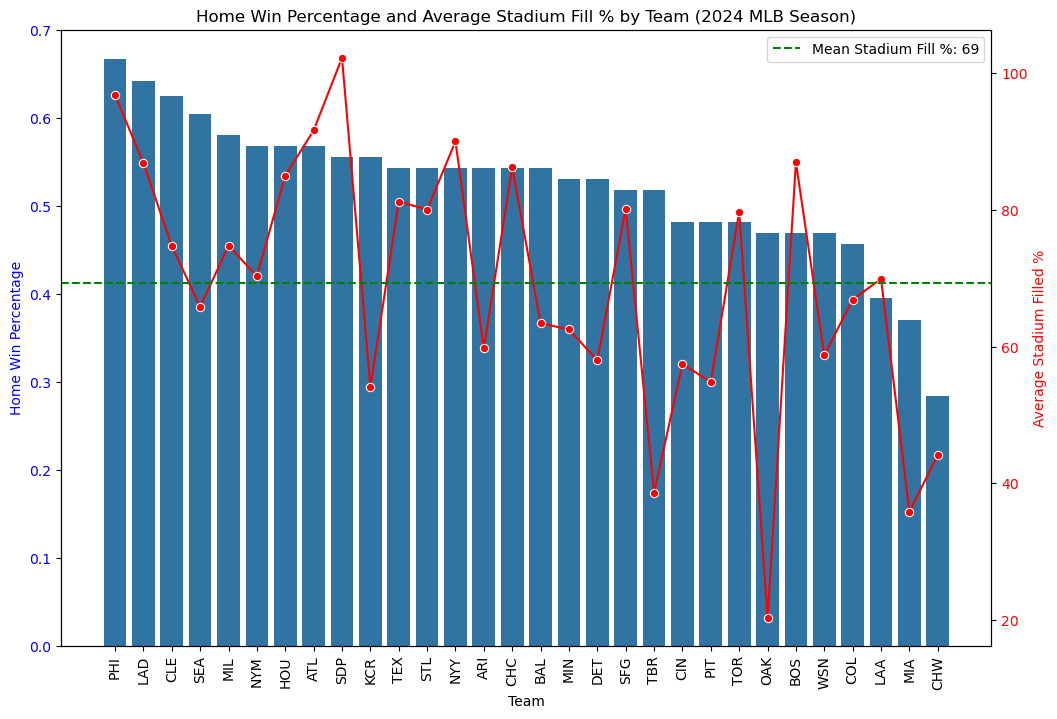 Home Win Percentage and Average Stadium Fill % by Team (2024 MLB Season)
Mean Stadium Fill %: 69
Home Win Percentage
0.7
0.6
0.5
0.4
0.3
0.2
0.1
0.0
Average Stadium Filled %
100
80
60
40
20
PHI LAD CLE SEA MIL NYM HOU ATL SDP KCR TEX STL NYY ARI CHC BAL MIN DET SFG TBR CIN PIT TOR OAK BOS WSN COL LAA MIA CHW
Team